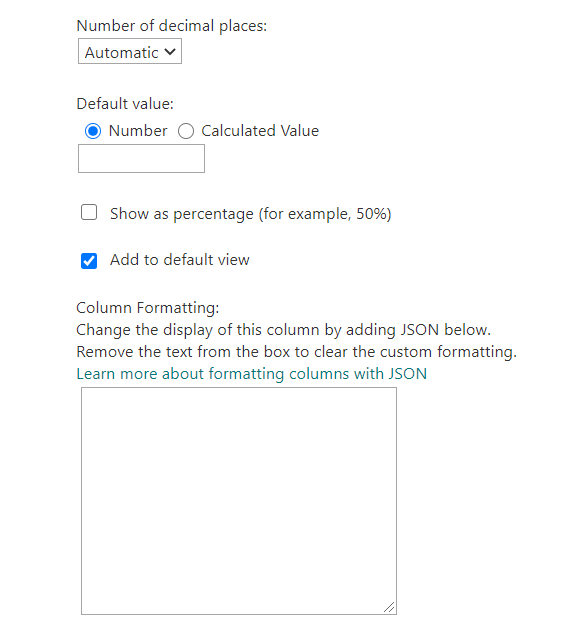 Number of decimal places:
Automatic
Default value:
Number Calculated Value
Show as percentage (for example, 50%)
Add to default view
Column Formatting:
Change the display of this column by adding JSON below.
Remove the text from the box to clear the custom formatting.
Learn more about formatting columns with JSON